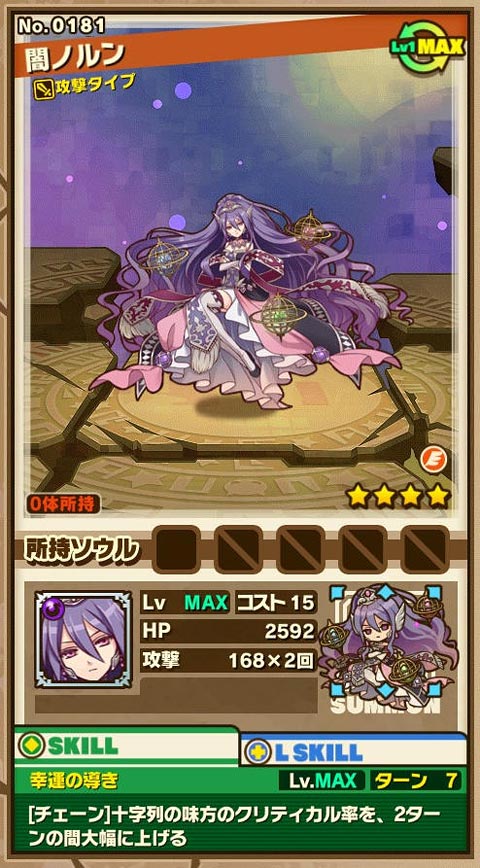 No.0181
闇ノルン
Lv1 MAX
攻撃タイプ
E
0体所持
所持ソウル
Lv MAX コスト 15
HP 2592
攻撃 168×2回
SUMMON
SKILL
L SKILL
幸運の導き Lv.MAX ターン 7
[チェーン]十字列の味方のクリティカル率を、2ター
ンの間大幅に上げる